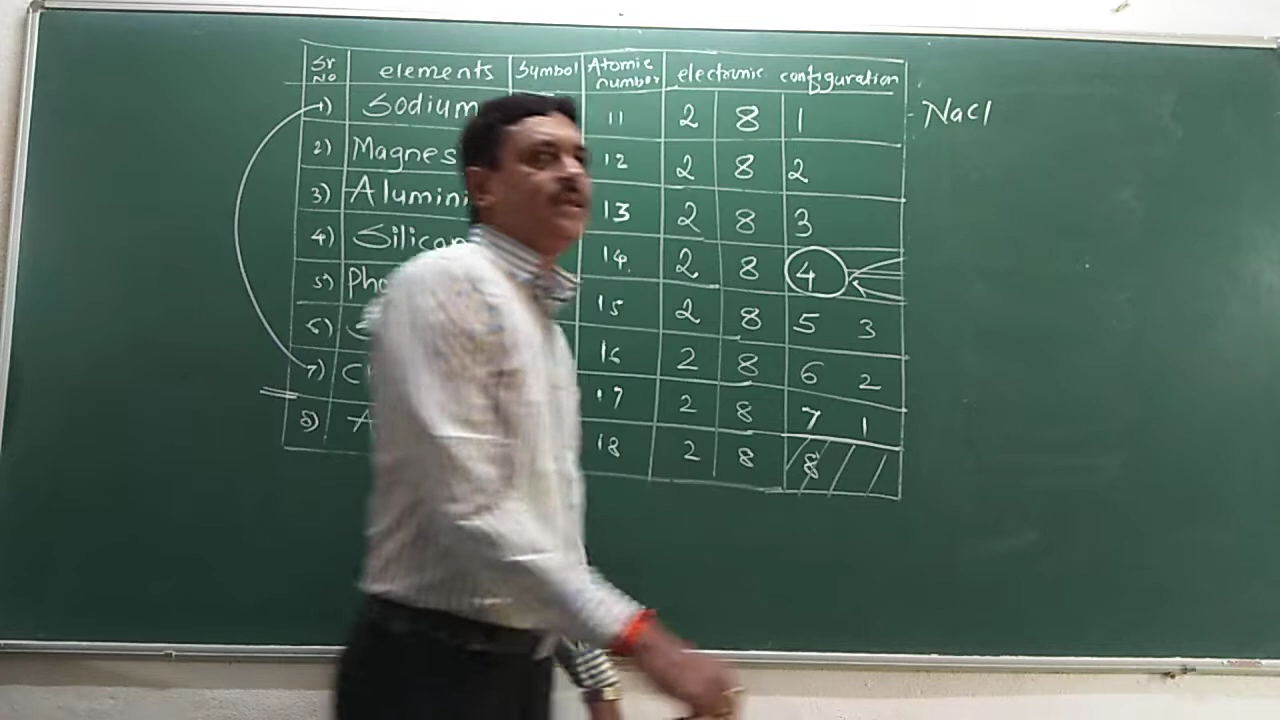 Sr No elements Symbol Atomic number electronic configuration
1) Sodium 11 2 8 1 - NaCl
2) Magnes 12 2 8 2
3) Alumini 13 2 8 3
4) Silicon 14 2 8 4
5) Pho 15 2 8 5 3
6) S 16 2 8 6 2
7) C 17 2 8 7 1
8) A 18 2 8 8